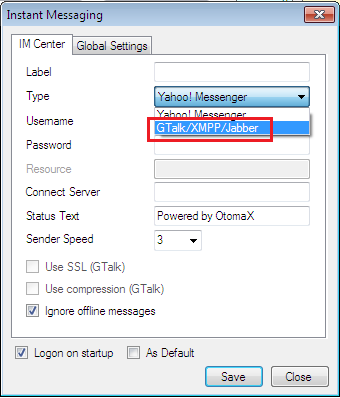 Instant Messaging
IM Center Global Settings
Label
Type Yahoo! Messenger
Yahoo! Messenger
Username GTalk/XMPP/Jabber
Password
Resource
Connect Server
Status Text Powered by OtomaX
Sender Speed 3
Use SSL (GTalk)
Use compression (GTalk)
Ignore offline messages
Logon on startup As Default
Save Close